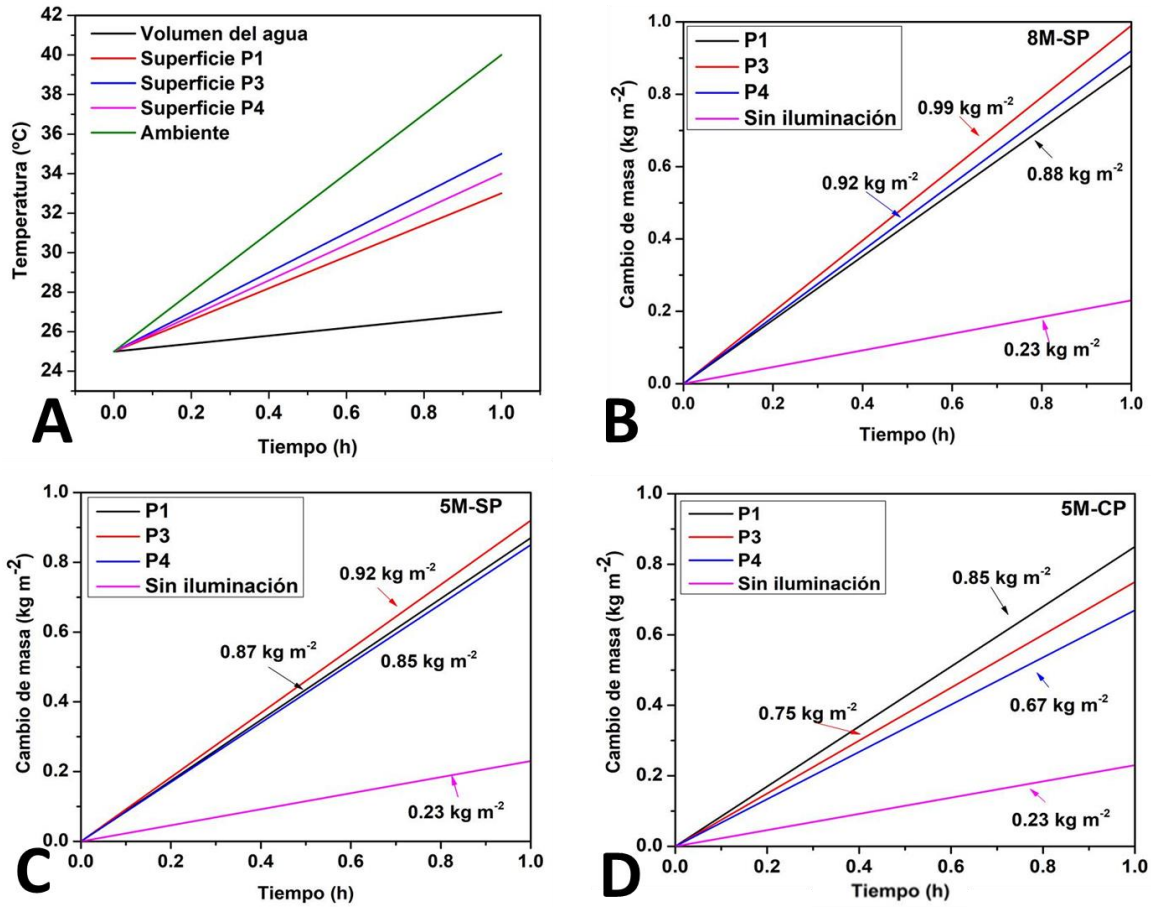 42
40
38
36
34
32
30
28
26
24
Temperatura (ºC)
Volumen del agua
Superficie P1
Superficie P3
Superficie P4
Ambiente
0.0 0.2 0.4 0.6 0.8 1.0
Tiempo (h)
A
1.0
0.8
0.6
0.4
0.2
0.0
Cambio de masa (kg m-2)
P1
P3
P4
Sin iluminación
8M-SP
0.99 kg m-2
0.92 kg m-2
0.88 kg m-2
0.23 kg m-2
0.0 0.2 0.4 0.6 0.8 1.0
Tiempo (h)
B
1.0
0.8
0.6
0.4
0.2
0.0
Cambio de masa (kg m-2)
P1
P3
P4
Sin iluminación
5M-SP
0.92 kg m-2
0.87 kg m-2
0.85 kg m-2
0.23 kg m-2
0.0 0.2 0.4 0.6 0.8 1.0
Tiempo (h)
C
1.0
0.8
0.6
0.4
0.2
0.0
Cambio de masa (kg m-2)
P1
P3
P4
Sin iluminación
5M-CP
0.85 kg m-2
0.75 kg m-2
0.67 kg m-2
0.23 kg m-2
0.0 0.2 0.4 0.6 0.8 1.0
Tiempo (h)
D